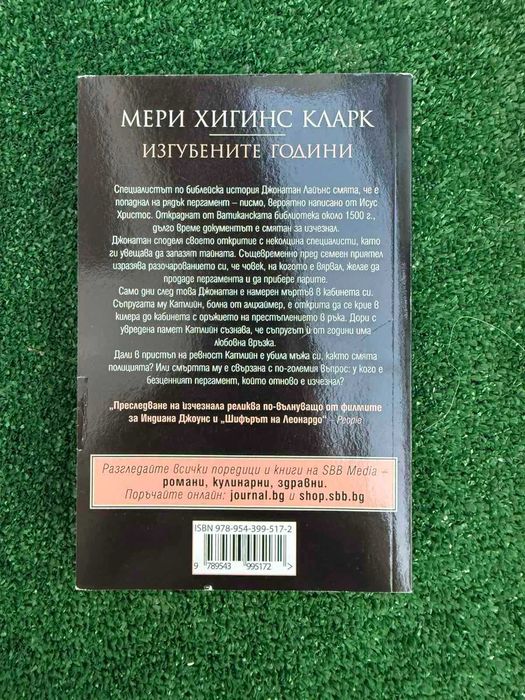 МЕРИ ХИГИНС КЛАРК
ИЗГУБЕНИТЕ ГОДИНИ
Специалистът по библейска история Джонатан Лайънс смята, че е
попаднал на рядък пергамент – писмо, вероятно написано от Исус
Христос. Откраднат от Ватиканската библиотека около 1500 г.,
дълго време документът е смятан за изчезнал.
Джонатан споделя своето откритие с неколцина специалисти, като
ги увещава да запазят тайната. Същевременно пред семеен приятел
изразява разочарованието си, че човек, на когото е вярвал, желае да
продаде пергамента и да прибере парите.
Само дни след това Джонатан е намерен мъртъв в кабинета си.
Съпругата му Катлийн, болна от алцхаймер, е открита да се крие в
килера до кабинета с оръжието на престъплението в ръка. Дори с
увредена памет Катлийн съзнава, че съпругът ѝ от години има
любовна връзка.
Дали в пристъп на ревност Катлийн е убила мъжа си, както смята
полицията? Или смъртта му е свързана с по-големия въпрос: у кого е
безценният пергамент, който отново е изчезнал?
„Преследване на изчезнала реликва по-вълнуващо от филмите
за Индиана Джоунс и „Шифърът на Леонардо“ – People
Разгледайте всички поредици и книги на SBB Media –
романи, кулинарни, здравни.
Поръчайте онлайн: journal.bg и shop.sbb.bg
ISBN 978-954-399-517-2
9 789543 995172 >